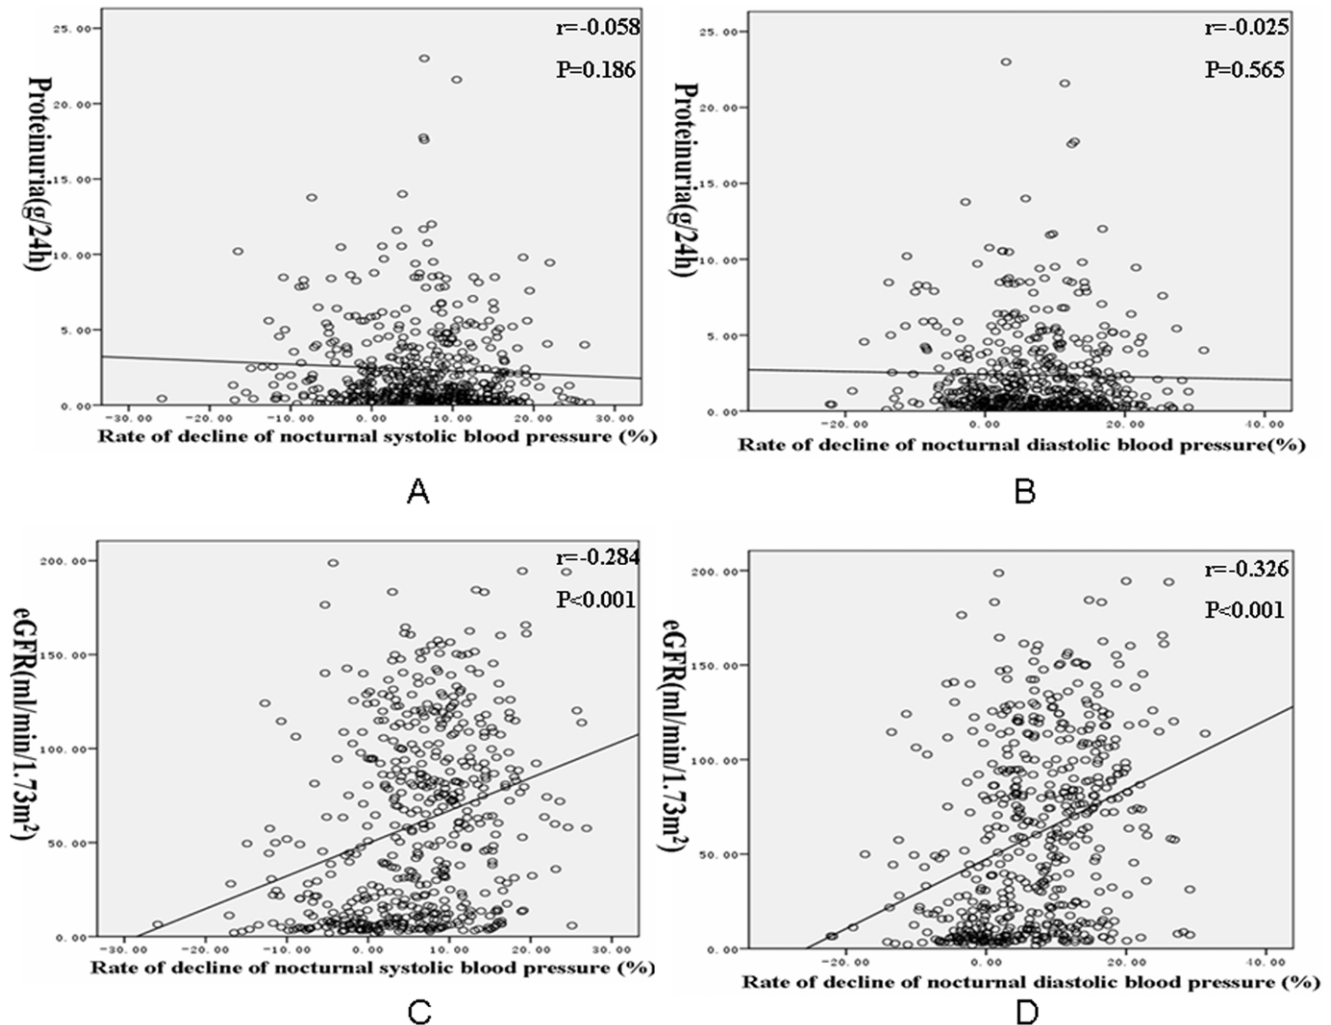 r=-0.058
P=0.186
Proteinuria(g/24h)
25.00
20.00
15.00
10.00
5.00
0.00
-30.00 -20.00 -10.00 0.00 10.00 20.00 30.00
Rate of decline of nocturnal systolic blood pressure (%)
A
r=-0.025
P=0.565
Proteinuria(g/24h)
25.00
20.00
15.00
10.00
5.00
0.00
-20.00 0.00 20.00 40.00
Rate of decline of nocturnal diastolic blood pressure(%)
B
r=-0.284
P<0.001
eGFR(ml/min/1.73m²)
200.00
150.00
100.00
50.00
0.00
-30.00 -20.00 -10.00 0.00 10.00 20.00 30.00
Rate of decline of nocturnal systolic blood pressure (%)
C
r=-0.326
P<0.001
eGFR(ml/min/1.73m²)
200.00
150.00
100.00
50.00
0.00
-20.00 0.00 20.00 40.00
Rate of decline of nocturnal diastolic blood pressure (%)
D